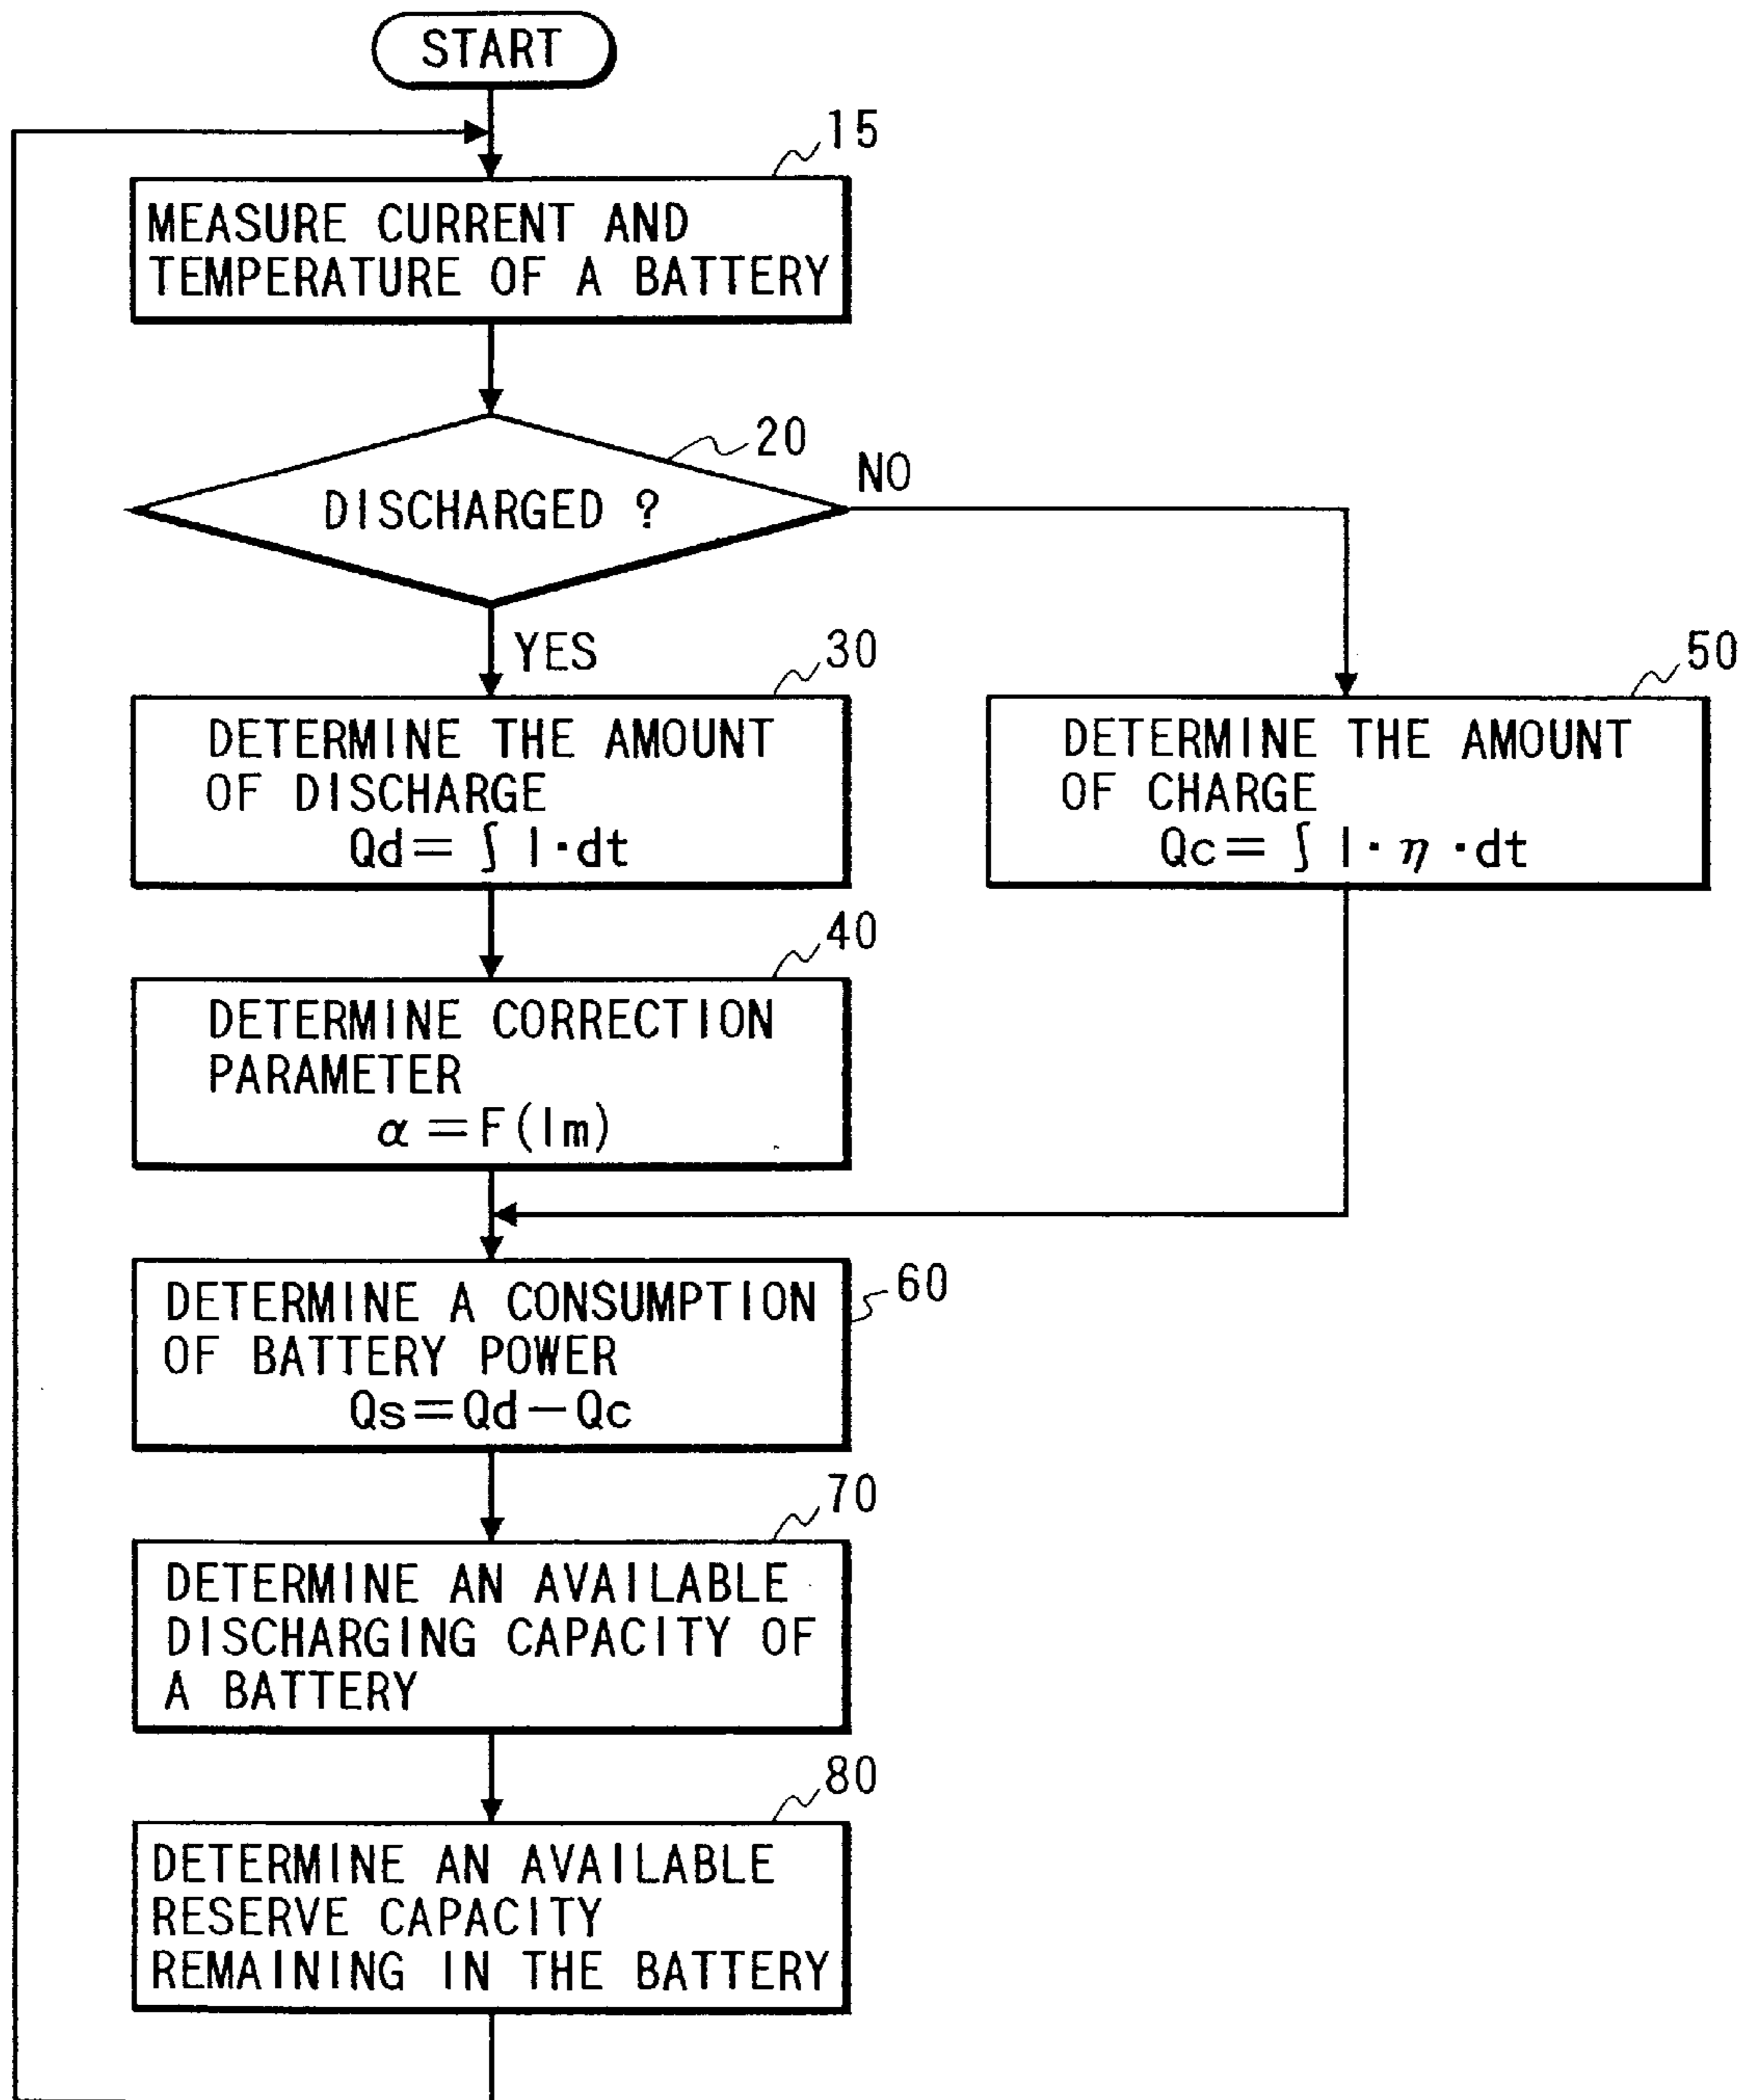 START
15
MEASURE CURRENT AND
TEMPERATURE OF A BATTERY
20
DISCHARGED ?
NO
YES
30
DETERMINE THE AMOUNT
OF DISCHARGE
Qd=∫ I·dt
50
DETERMINE THE AMOUNT
OF CHARGE
Qc=∫ I·η·dt
40
DETERMINE CORRECTION
PARAMETER
α=F(Im)
60
DETERMINE A CONSUMPTION
OF BATTERY POWER
Qs=Qd−Qc
70
DETERMINE AN AVAILABLE
DISCHARGING CAPACITY OF
A BATTERY
80
DETERMINE AN AVAILABLE
RESERVE CAPACITY
REMAINING IN THE BATTERY